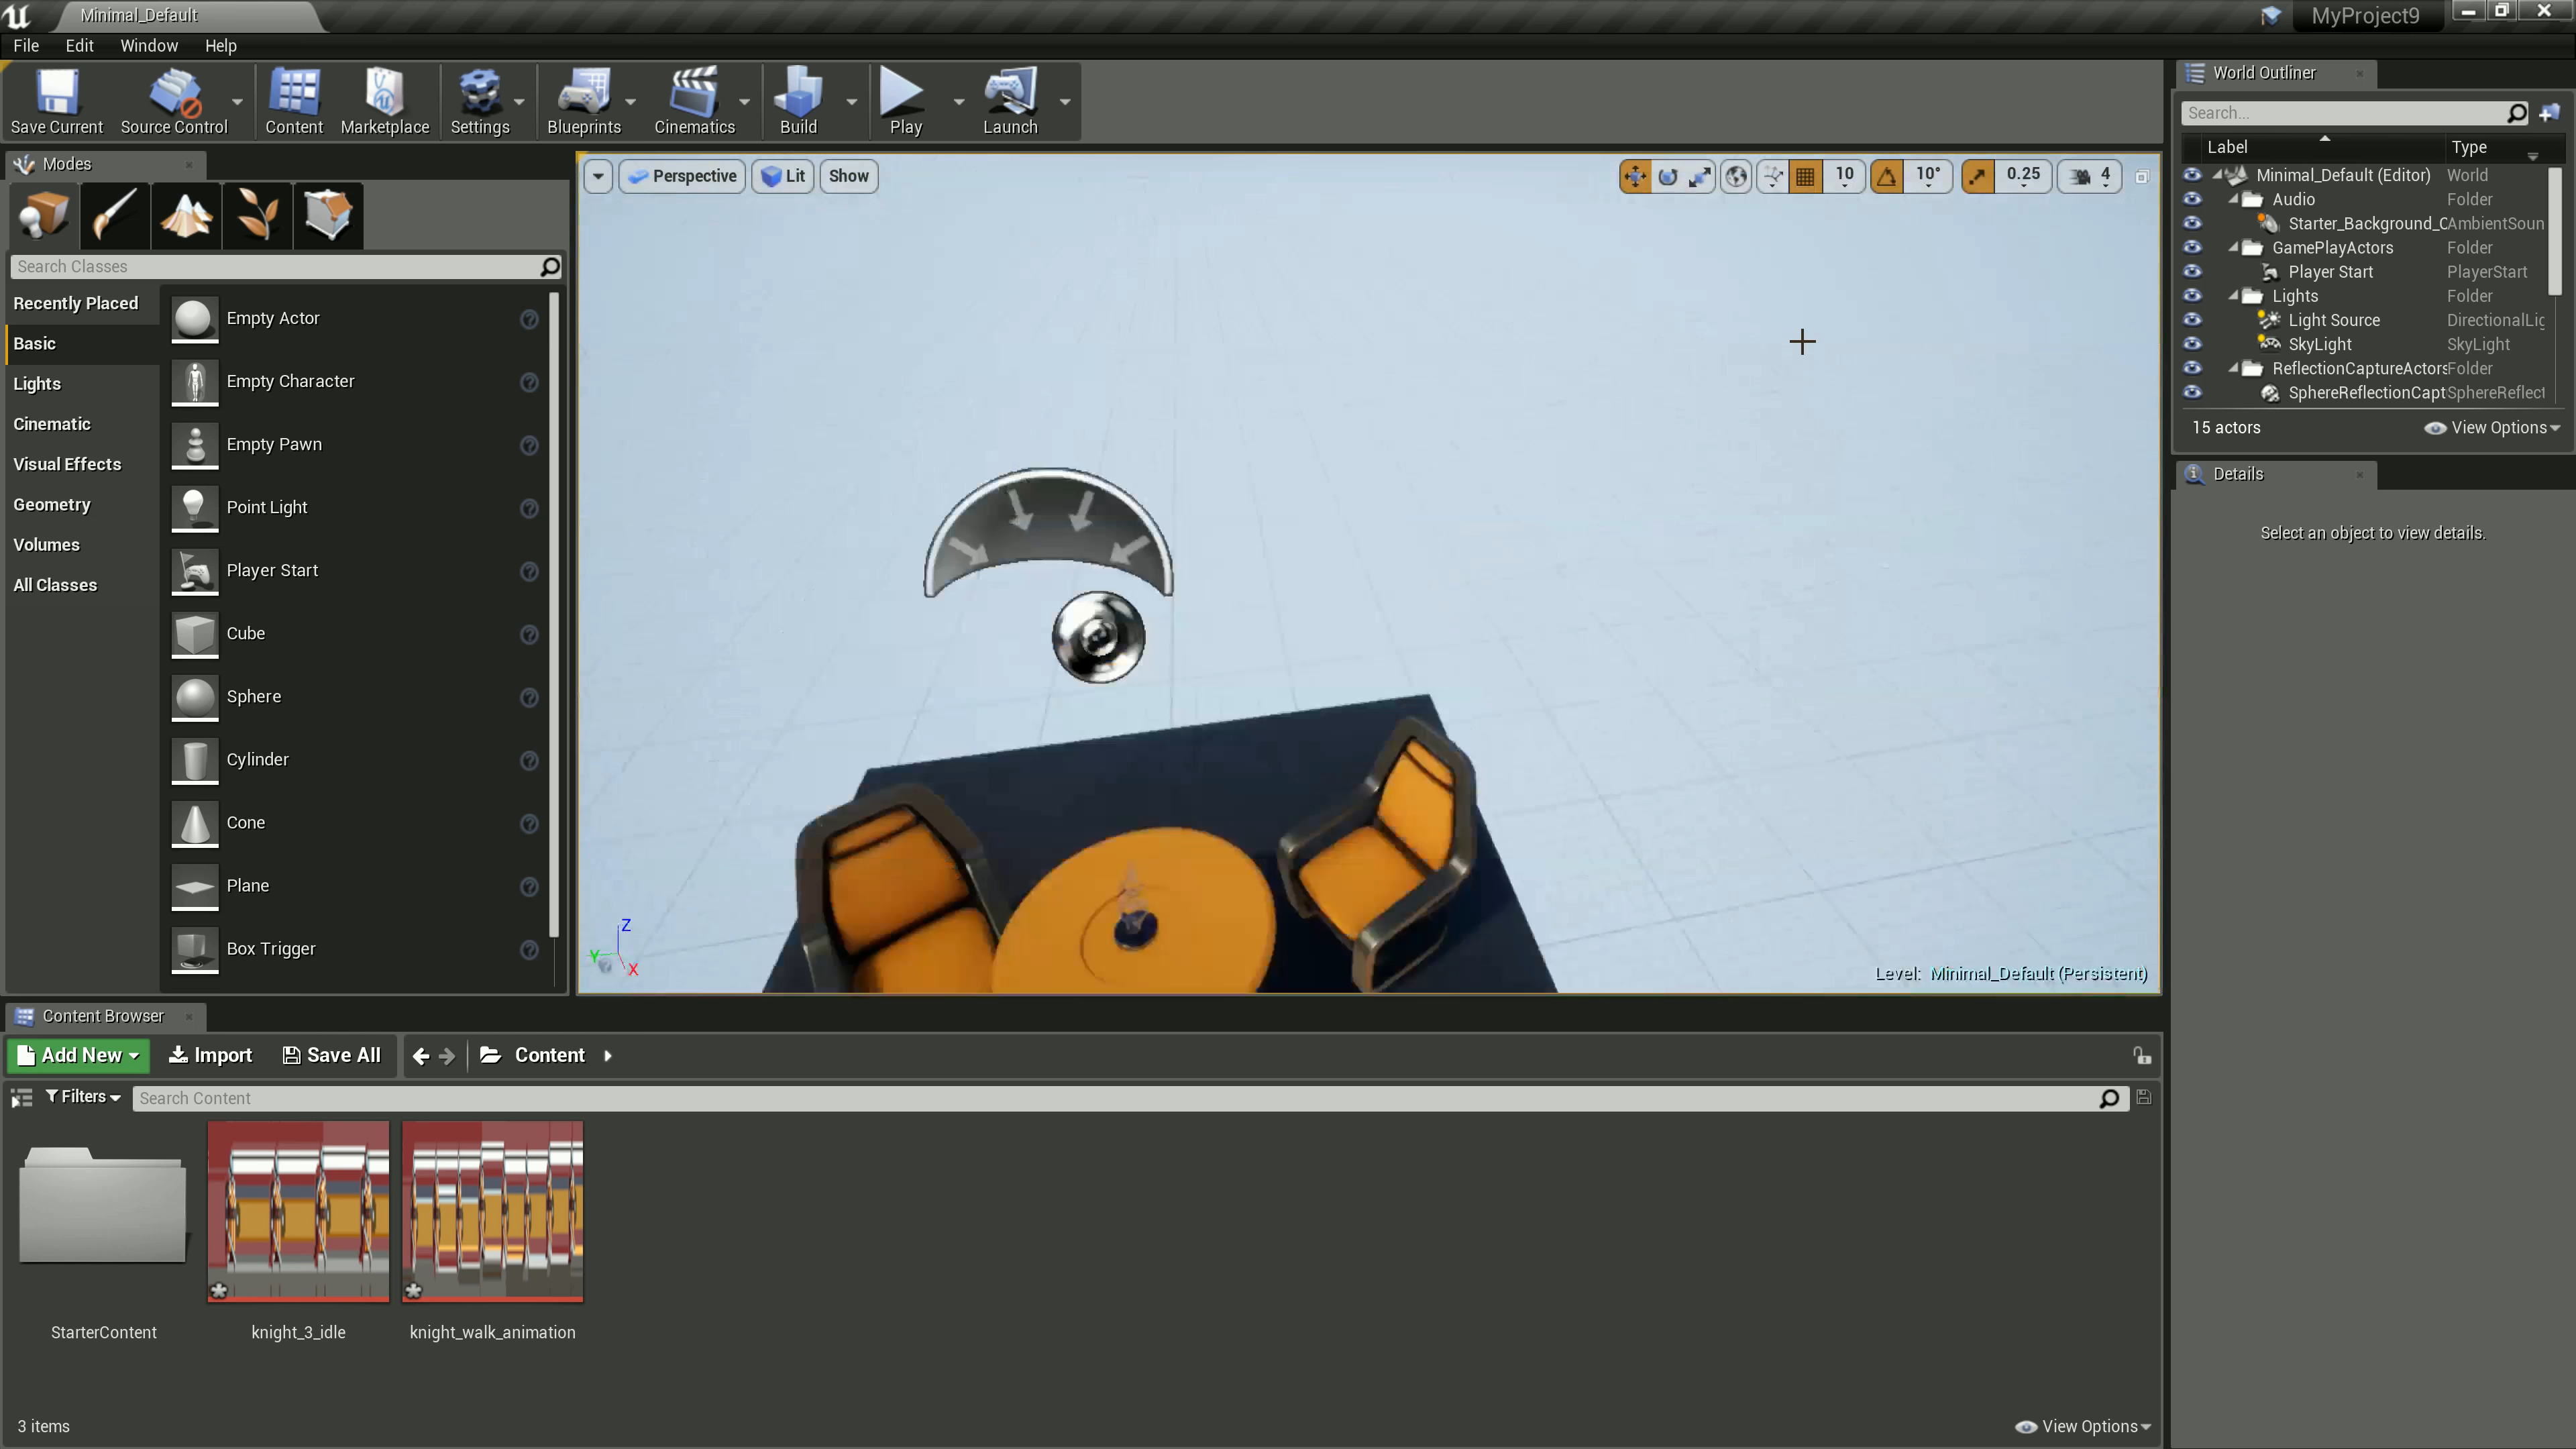 Minimal_Default
MyProject9
File Edit Window Help
Save Current Source Control Content Marketplace Settings Blueprints Cinematics Build Play Launch
Modes
Search Classes
Recently Placed
Basic
Lights
Cinematic
Visual Effects
Geometry
Volumes
All Classes
Empty Actor
Empty Character
Empty Pawn
Point Light
Player Start
Cube
Sphere
Cylinder
Cone
Plane
Box Trigger
Perspective Lit Show
10 10° 0.25 4
Z
Y
X
Level: Minimal_Default (Persistent)
World Outliner
Search...
Label Type
Minimal_Default (Editor) World
Audio Folder
Starter_Background_C AmbientSoun
GamePlayActors Folder
Player Start PlayerStart
Lights Folder
Light Source DirectionalLig
SkyLight SkyLight
ReflectionCaptureActors Folder
SphereReflectionCapt SphereReflect
15 actors View Options
Details
Select an object to view details.
Content Browser
Add New Import Save All Content
Filters Search Content
StarterContent knight_3_idle knight_walk_animation
3 items View Options